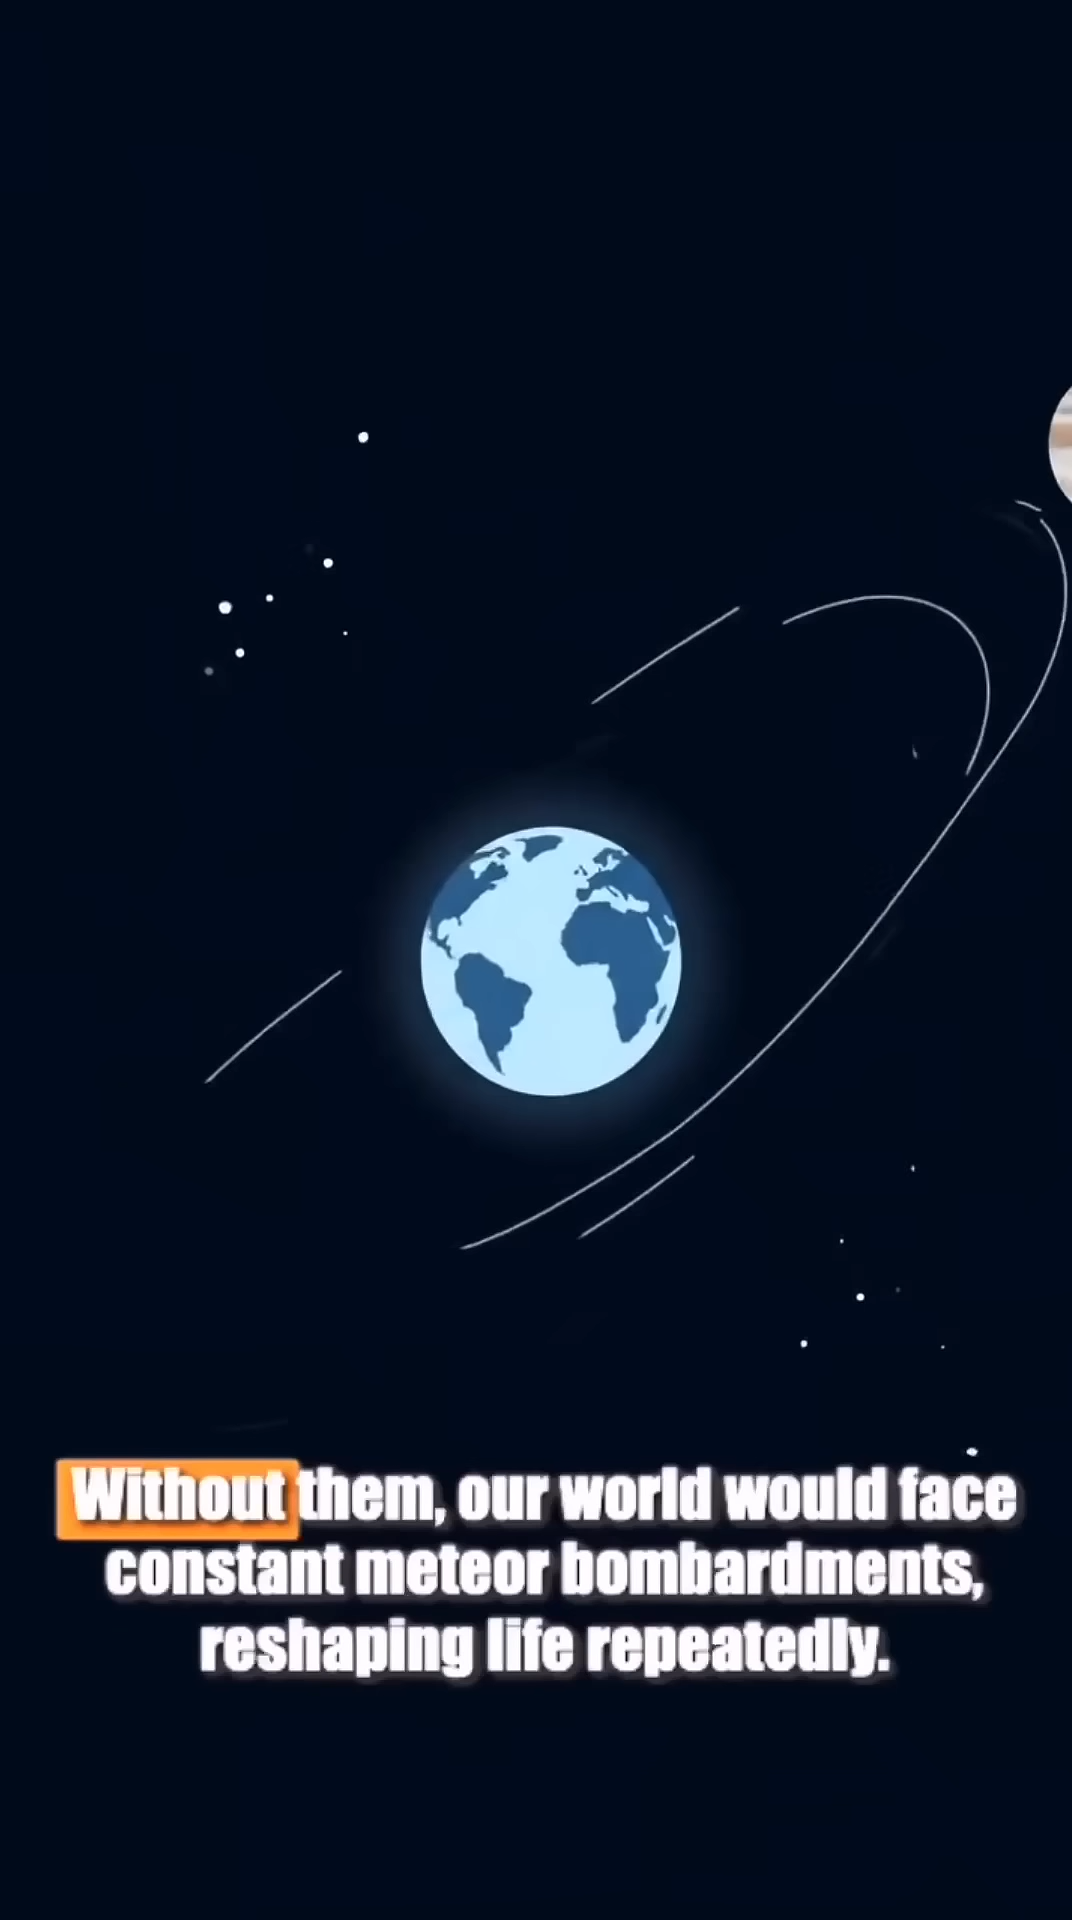 Without them, our world would face
constant meteor bombardments,
reshaping life repeatedly.